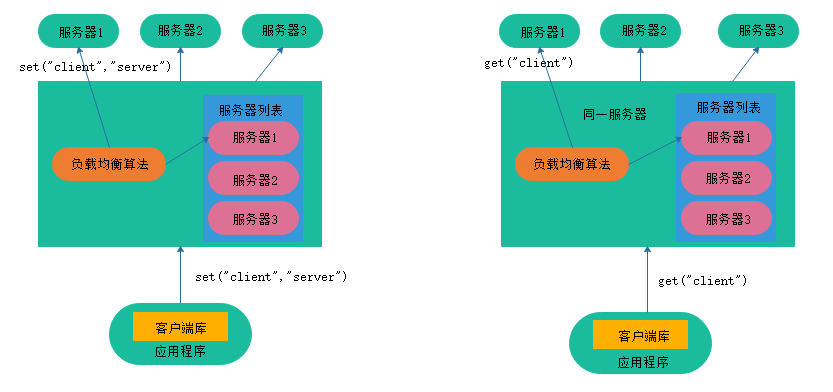 服务器1
服务器2
服务器3
set("client","server")
服务器列表
服务器1
负载均衡算法
服务器2
服务器3
set("client","server")
客户端库
应用程序
服务器1
服务器2
服务器3
get("client")
同一服务器
服务器列表
服务器1
负载均衡算法
服务器2
服务器3
get("client")
客户端库
应用程序